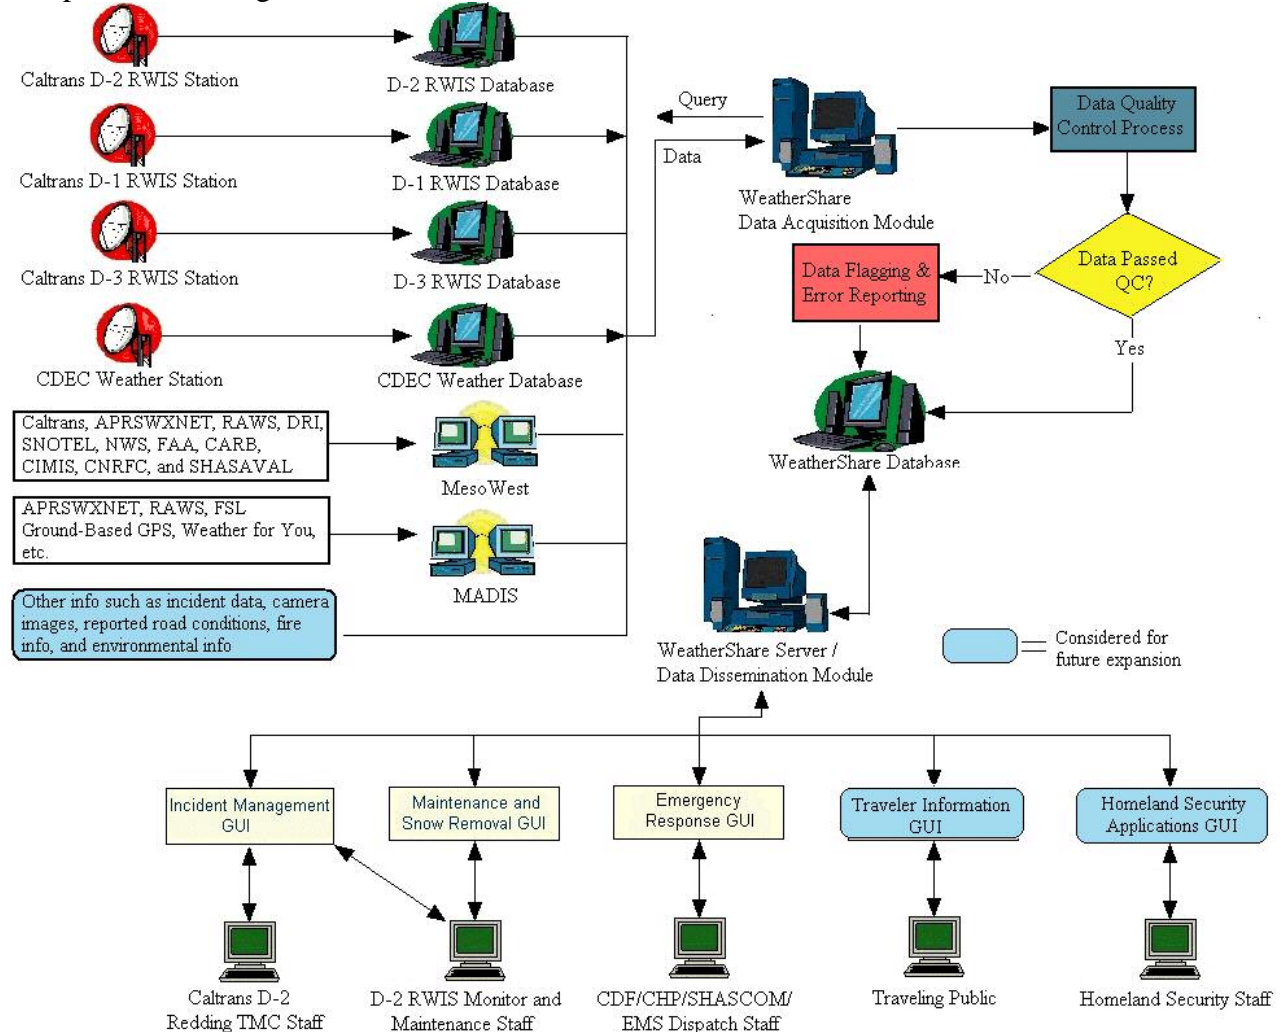 Caltrans D-2 RWIS Station
D-2 RWIS Database
Caltrans D-1 RWIS Station
D-1 RWIS Database
Caltrans D-3 RWIS Station
D-3 RWIS Database
CDEC Weather Station
CDEC Weather Database
Caltrans, APRSWXNET, RAWS, DRI,
SNOTEL, NWS, FAA, CARB,
CIMIS, CNRFC, and SHASAVAL
MesoWest
APRSWXNET, RAWS, FSL
Ground-Based GPS, Weather for You,
etc.
MADIS
Other info such as incident data, camera
images, reported road conditions, fire
info, and environmental info
Query
Data
WeatherShare
Data Acquisition Module
Data Quality
Control Process
Data Passed
QC?
No
Yes
Data Flagging &
Error Reporting
WeatherShare Database
WeatherShare Server /
Data Dissemination Module
Considered for
future expansion
Incident Management
GUI
Maintenance and
Snow Removal GUI
Emergency
Response GUI
Traveler Information
GUI
Homeland Security
Applications GUI
Caltrans D-2
Redding TMC Staff
D-2 RWIS Monitor and
Maintenance Staff
CDF/CHP/SHASCOM/
EMS Dispatch Staff
Traveling Public
Homeland Security Staff